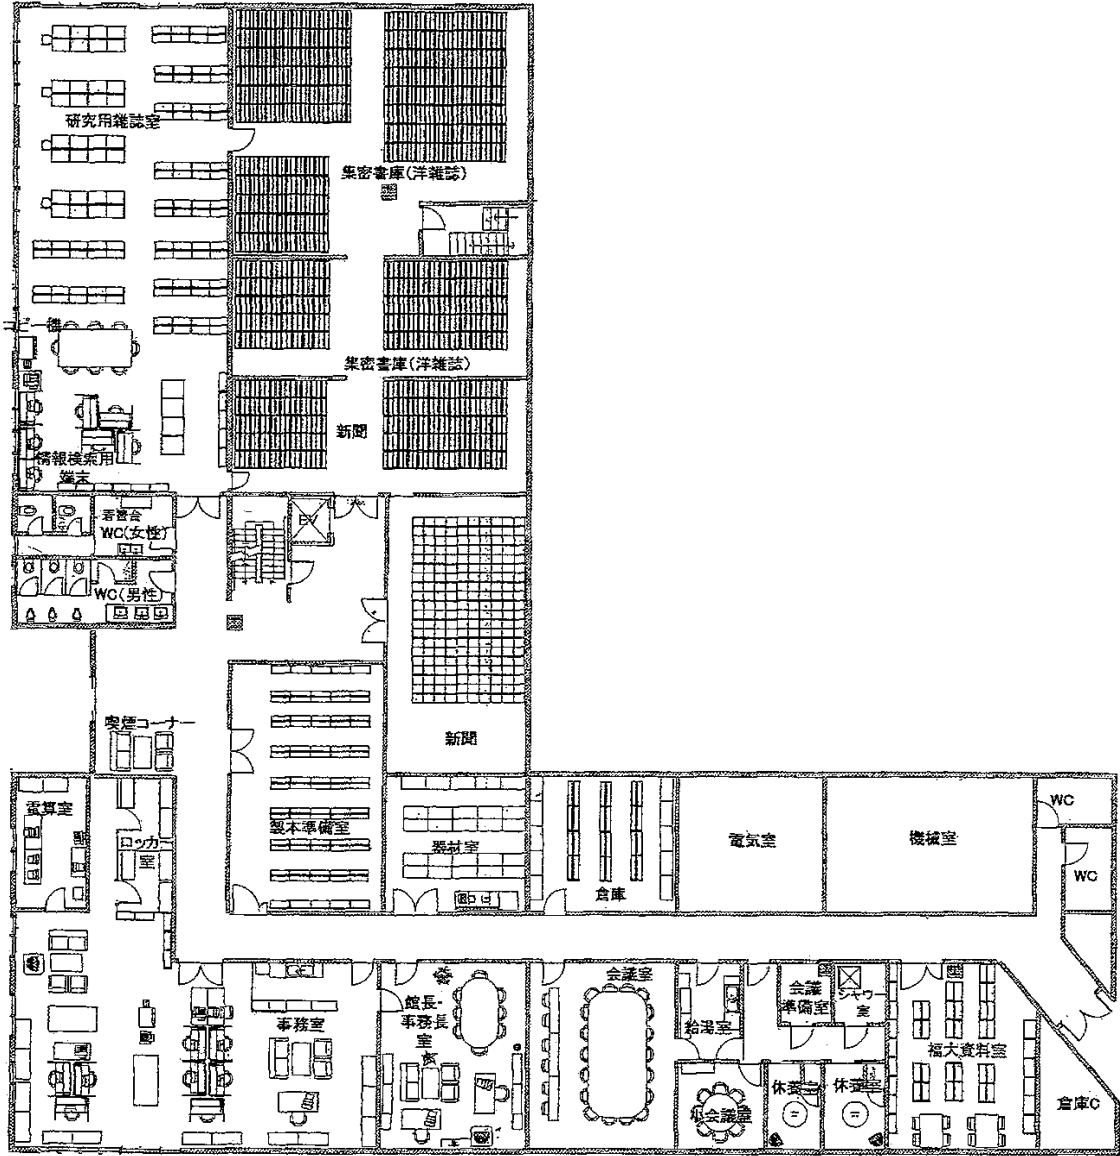 研究用雑誌室
集密書庫(洋雑誌)
コピー機
集密書庫(洋雑誌)
新聞
情報検索用
端末
EV
WC(女性)
WC(男性)
喫煙コーナー
新聞
電算室
ロッカー
室
製本準備室
器材室
倉庫
電気室
機械室
WC
WC
事務室
館長・
事務長
室
会議室
給湯室
会議
準備室
シャワー
室
福大資料室
小会議室
休養室
休養室
倉庫C